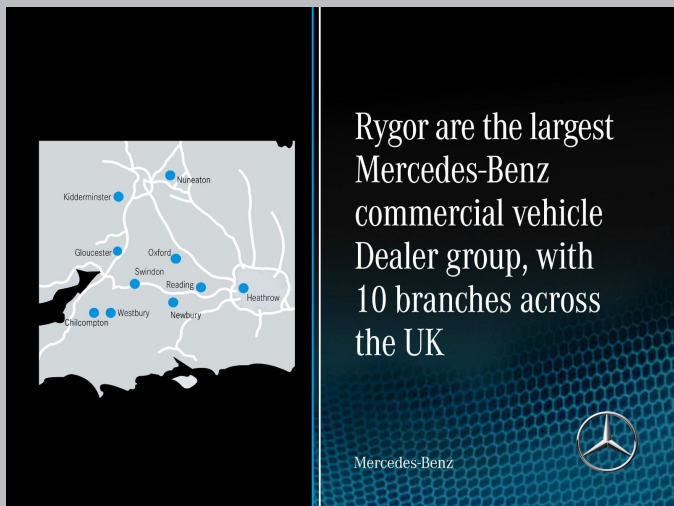 Nuneaton
Kidderminster
Gloucester
Oxford
Swindon
Reading
Heathrow
Chilcompton
Westbury
Newbury
Rygor are the largest
Mercedes-Benz
commercial vehicle
Dealer group, with
10 branches across
the UK
Mercedes-Benz